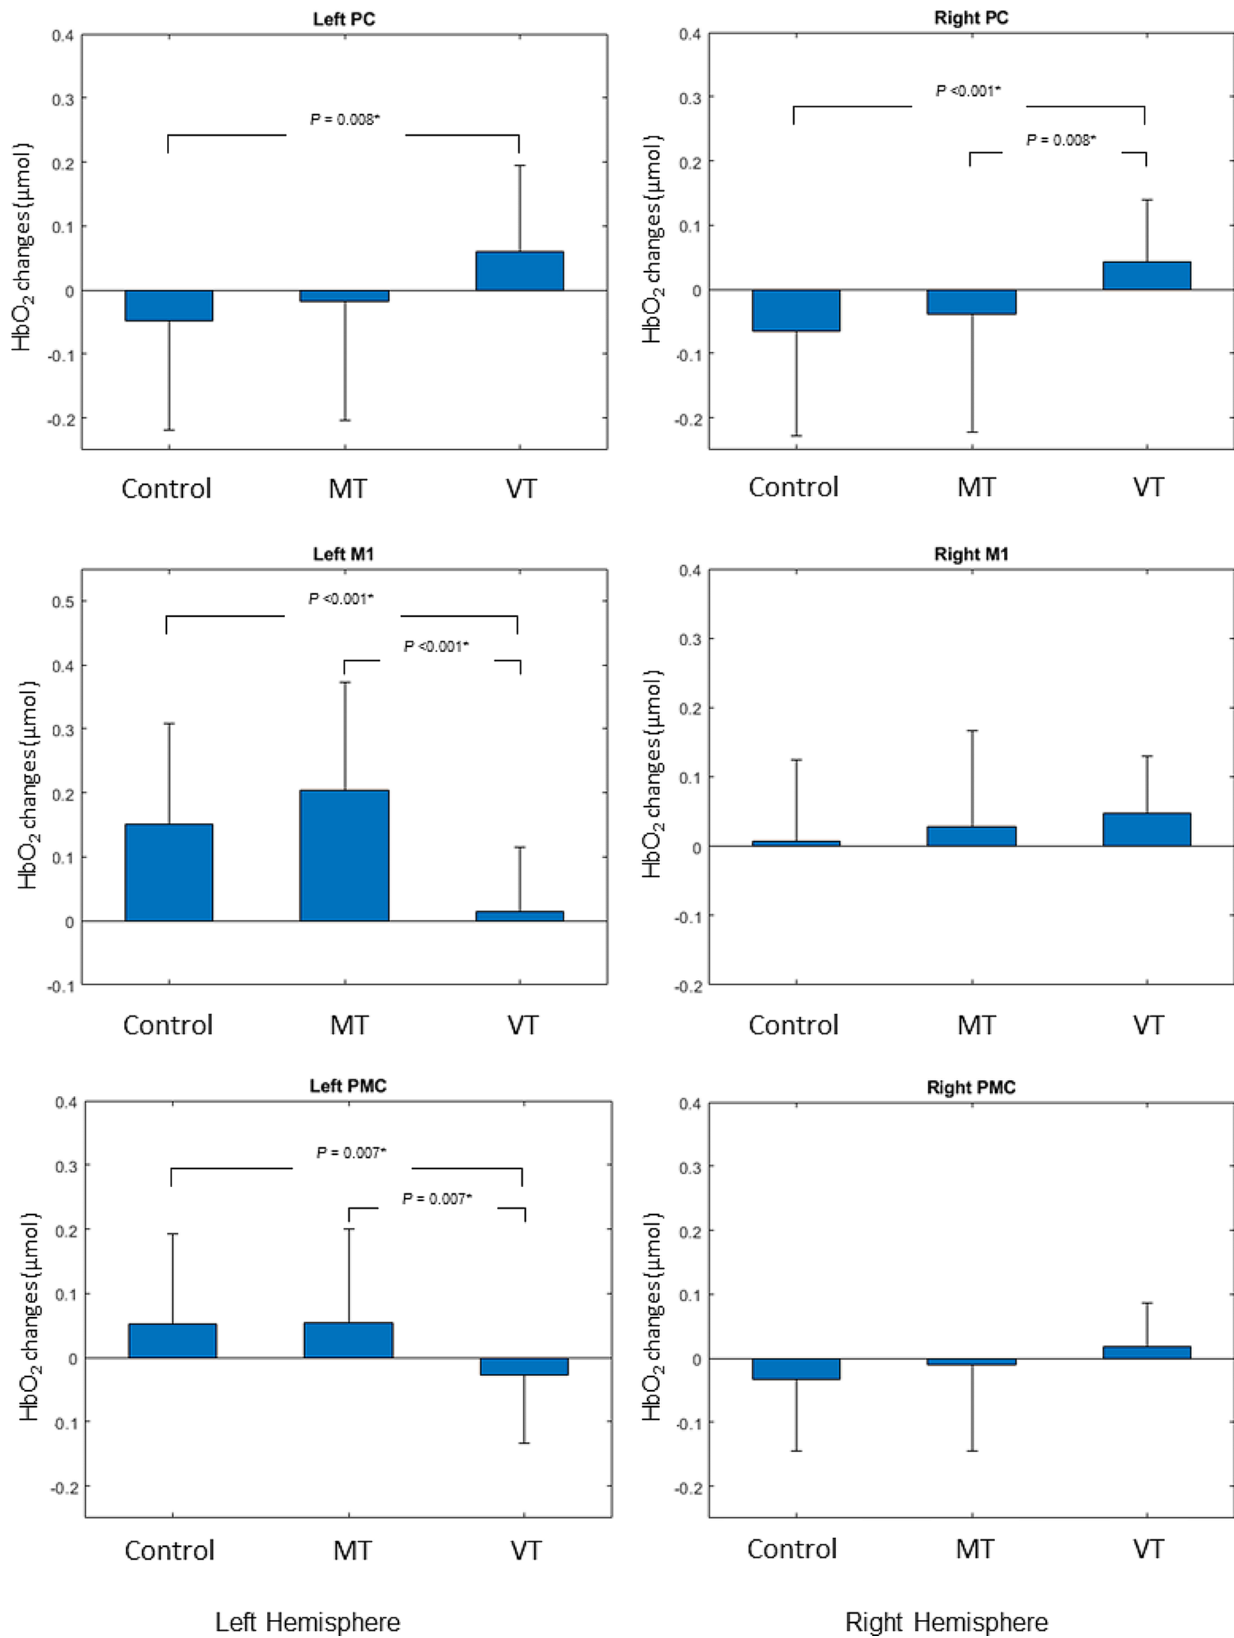 Left PC
0.4
0.3
0.2
0.1
0
-0.1
-0.2
HbO2 changes (μmol)
P = 0.008*
Control MT VT
Right PC
0.4
0.3
0.2
0.1
0
-0.1
-0.2
HbO2 changes (μmol)
P <0.001*
P = 0.008*
Control MT VT
Left M1
0.5
0.4
0.3
0.2
0.1
0
-0.1
HbO2 changes (μmol)
P <0.001*
P <0.001*
Control MT VT
Right M1
0.4
0.3
0.2
0.1
0
-0.1
-0.2
HbO2 changes (μmol)
Control MT VT
Left PMC
0.4
0.3
0.2
0.1
0
-0.1
-0.2
HbO2 changes (μmol)
P = 0.007*
P = 0.007*
Control MT VT
Right PMC
0.4
0.3
0.2
0.1
0
-0.1
-0.2
HbO2 changes (μmol)
Control MT VT
Left Hemisphere
Right Hemisphere